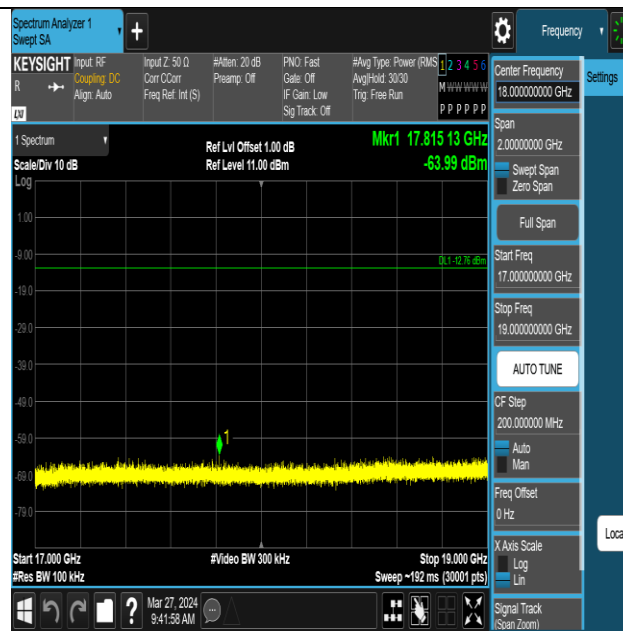 Spectrum Analyzer 1
Swept SA
+
Frequency
KEYSIGHT
R
LXI
Input: RF
Coupling: DC
Align: Auto
Input Z: 50 Ω
Corr CCorr
Freq Ref: Int (S)
#Atten: 20 dB
Preamp: Off
PNO: Fast
Gate: Off
IF Gain: Low
Sig Track: Off
#Avg Type: Power (RMS
Avg|Hold: 30/30
Trig: Free Run
1 2 3 4 5 6
M W W W W W
P P P P P P
1 Spectrum
Scale/Div 10 dB
Log
Ref Lvl Offset 1.00 dB
Ref Level 11.00 dBm
Mkr1 17.815 13 GHz
-63.99 dBm
1.00
-9.00
DL1 -12.76 dBm
-19.0
-29.0
-39.0
-49.0
-59.0
1
-69.0
-79.0
Start 17.000 GHz
#Res BW 100 kHz
#Video BW 300 kHz
Stop 19.000 GHz
Sweep ~192 ms (30001 pts)
Center Frequency
18.000000000 GHz
Settings
Span
2.00000000 GHz
Swept Span
Zero Span
Full Span
Start Freq
17.000000000 GHz
Stop Freq
19.000000000 GHz
AUTO TUNE
CF Step
200.000000 MHz
Auto
Man
Freq Offset
0 Hz
X Axis Scale
Log
Lin
Loca
Signal Track
(Span Zoom)
?
Mar 27, 2024
9:41:58 AM